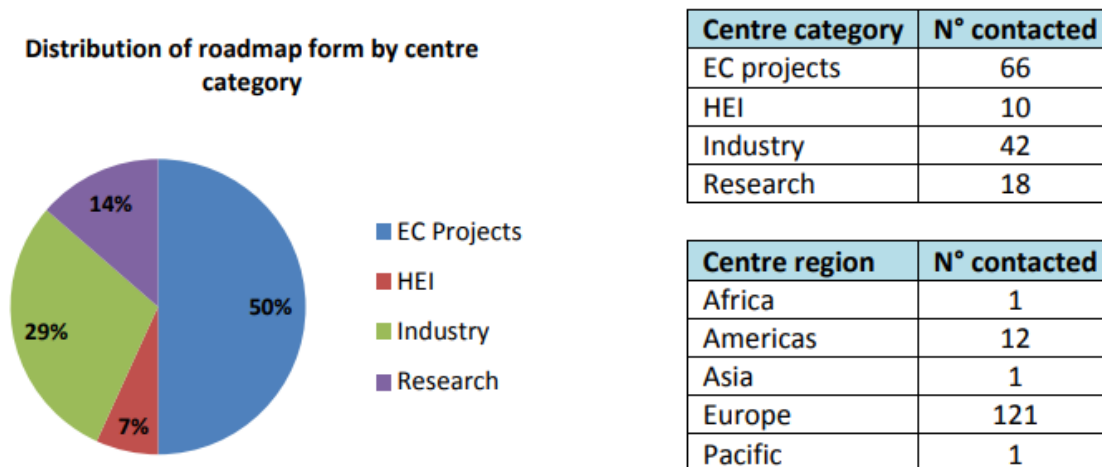 Distribution of roadmap form by centre
category
14%
50%
29%
7%
EC Projects
HEI
Industry
Research
Centre category N° contacted
EC projects 66
HEI 10
Industry 42
Research 18
Centre region N° contacted
Africa 1
Americas 12
Asia 1
Europe 121
Pacific 1